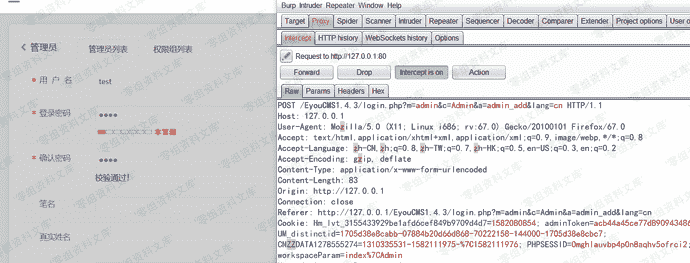 管理员
管理员列表
权限组列表
* 用 户 名
test
* 登录密码
••••
* 确认密码
••••
校验通过!
笔名
真实姓名
Burp Intruder Repeater Window Help
Target Proxy Spider Scanner Intruder Repeater Sequencer Decoder Comparer Extender Project options User o
Intercept HTTP history WebSockets history Options
Request to http://127.0.0.1:80
Forward Drop Intercept is on Action
Raw Params Headers Hex
POST /EyouCMS1.4.3/login.php?m=admin&c=Admin&a=admin_add&lang=cn HTTP/1.1
Host: 127.0.0.1
User-Agent: Mozilla/5.0 (X11; Linux i686; rv:67.0) Gecko/20100101 Firefox/67.0
Accept: text/html,application/xhtml+xml,application/xml;q=0.9,image/webp,*/*;q=0.8
Accept-Language: zh-CN,zh;q=0.8,zh-TW;q=0.7,zh-HK;q=0.5,en-US;q=0.3,en;q=0.2
Accept-Encoding: gzip, deflate
Content-Type: application/x-www-form-urlencoded
Content-Length: 83
Origin: http://127.0.0.1
Connection: close
Referer: http://127.0.0.1/EyouCMS1.4.3/login.php?m=admin&c=Admin&a=admin_add&lang=cn
Cookie: Hm_lvt_3155433929be1afd6cef849b9709d4d7=1582080854; adminToken=acb44a45ce77d89094348
UM_distinctid=1705d38e8cabb-07884b20d66d868-70222158-144000-1705d38e8cbc7;
CNZZDATA1278555274=1310335531-1582111975-%7C1582111976; PHPSESSID=0mghlauvbp4p0n8aqhv5ofrci2;
workspaceParam=index%7CAdmin
零组资料文库